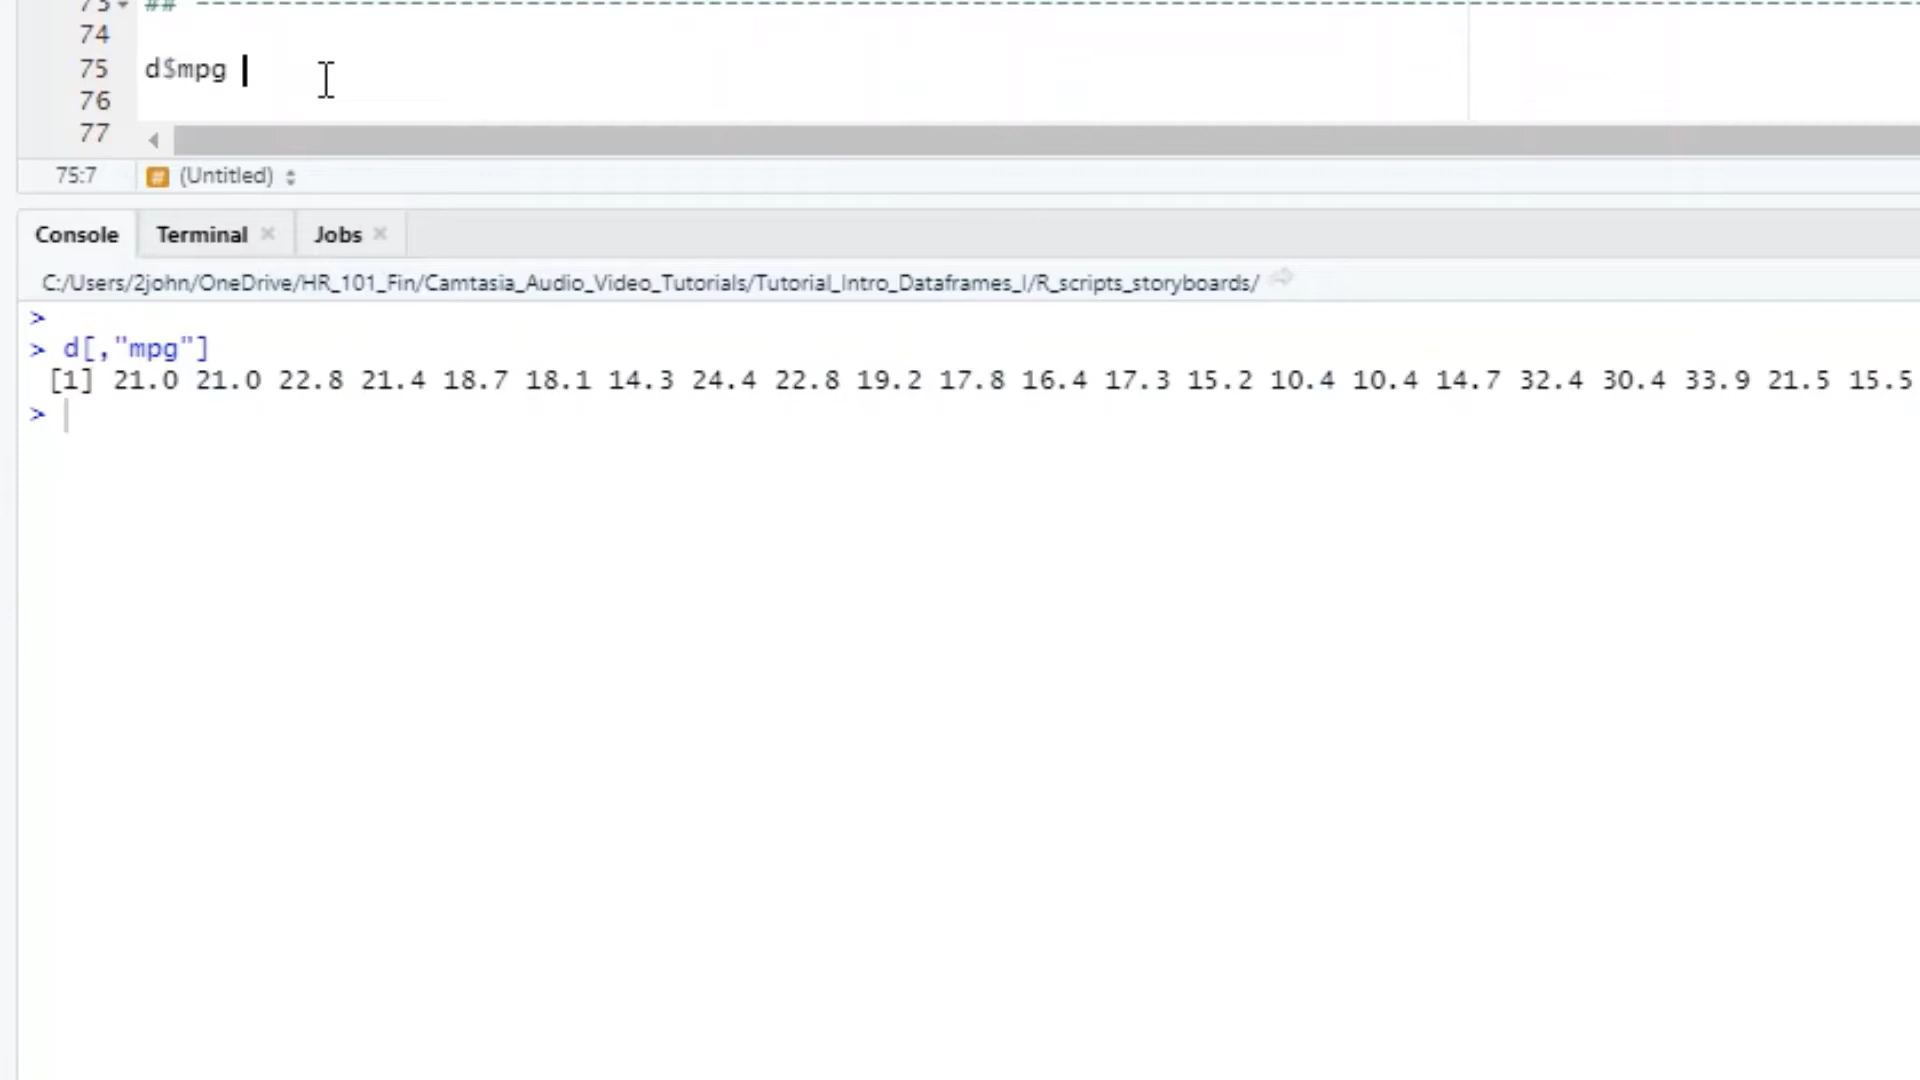 73 ## --------------------------------------------------------------------------------
74
75 d$mpg
76
77
75:7 # (Untitled)
Console Terminal Jobs
C:/Users/2john/OneDrive/HR_101_Fin/Camtasia_Audio_Video_Tutorials/Tutorial_Intro_Dataframes_I/R_scripts_storyboards/
>
> d[,"mpg"]
[1] 21.0 21.0 22.8 21.4 18.7 18.1 14.3 24.4 22.8 19.2 17.8 16.4 17.3 15.2 10.4 10.4 14.7 32.4 30.4 33.9 21.5 15.5
>